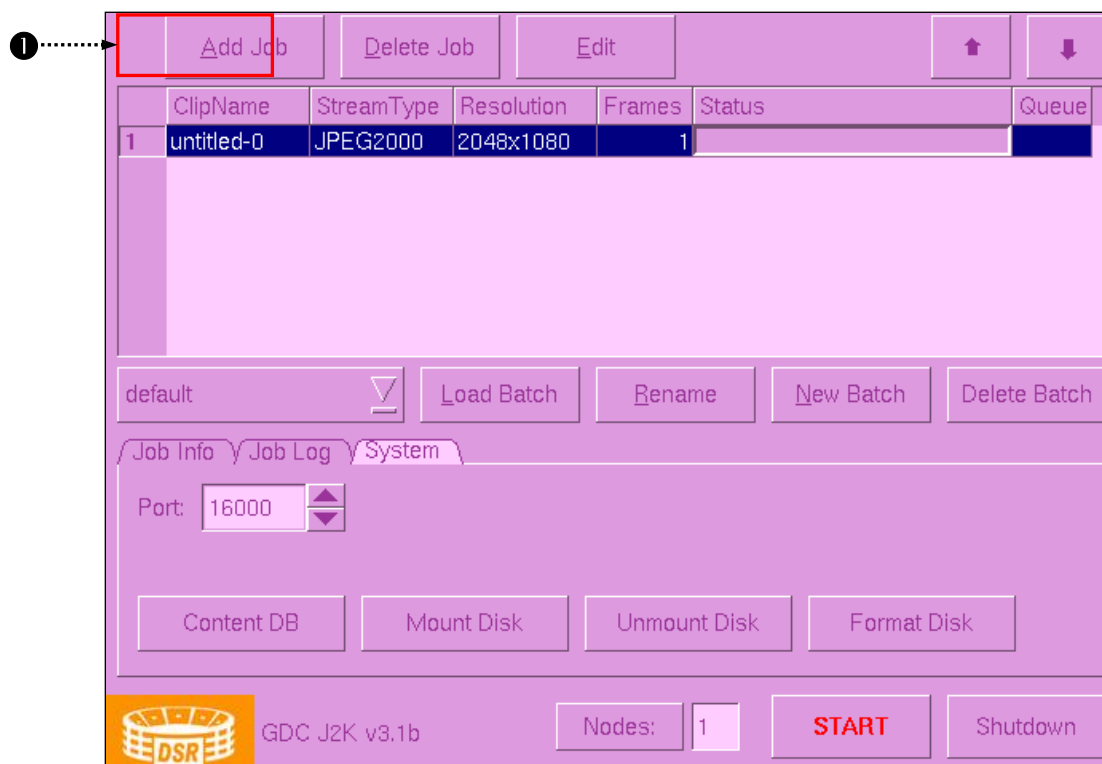 ❶
Add Job Delete Job Edit
ClipName StreamType Resolution Frames Status Queue
1 untitled-0 JPEG2000 2048x1080 1
default Load Batch Rename New Batch Delete Batch
Job Info Job Log System
Port: 16000
Content DB Mount Disk Unmount Disk Format Disk
DSR GDC J2K v3.1b Nodes: 1 START Shutdown